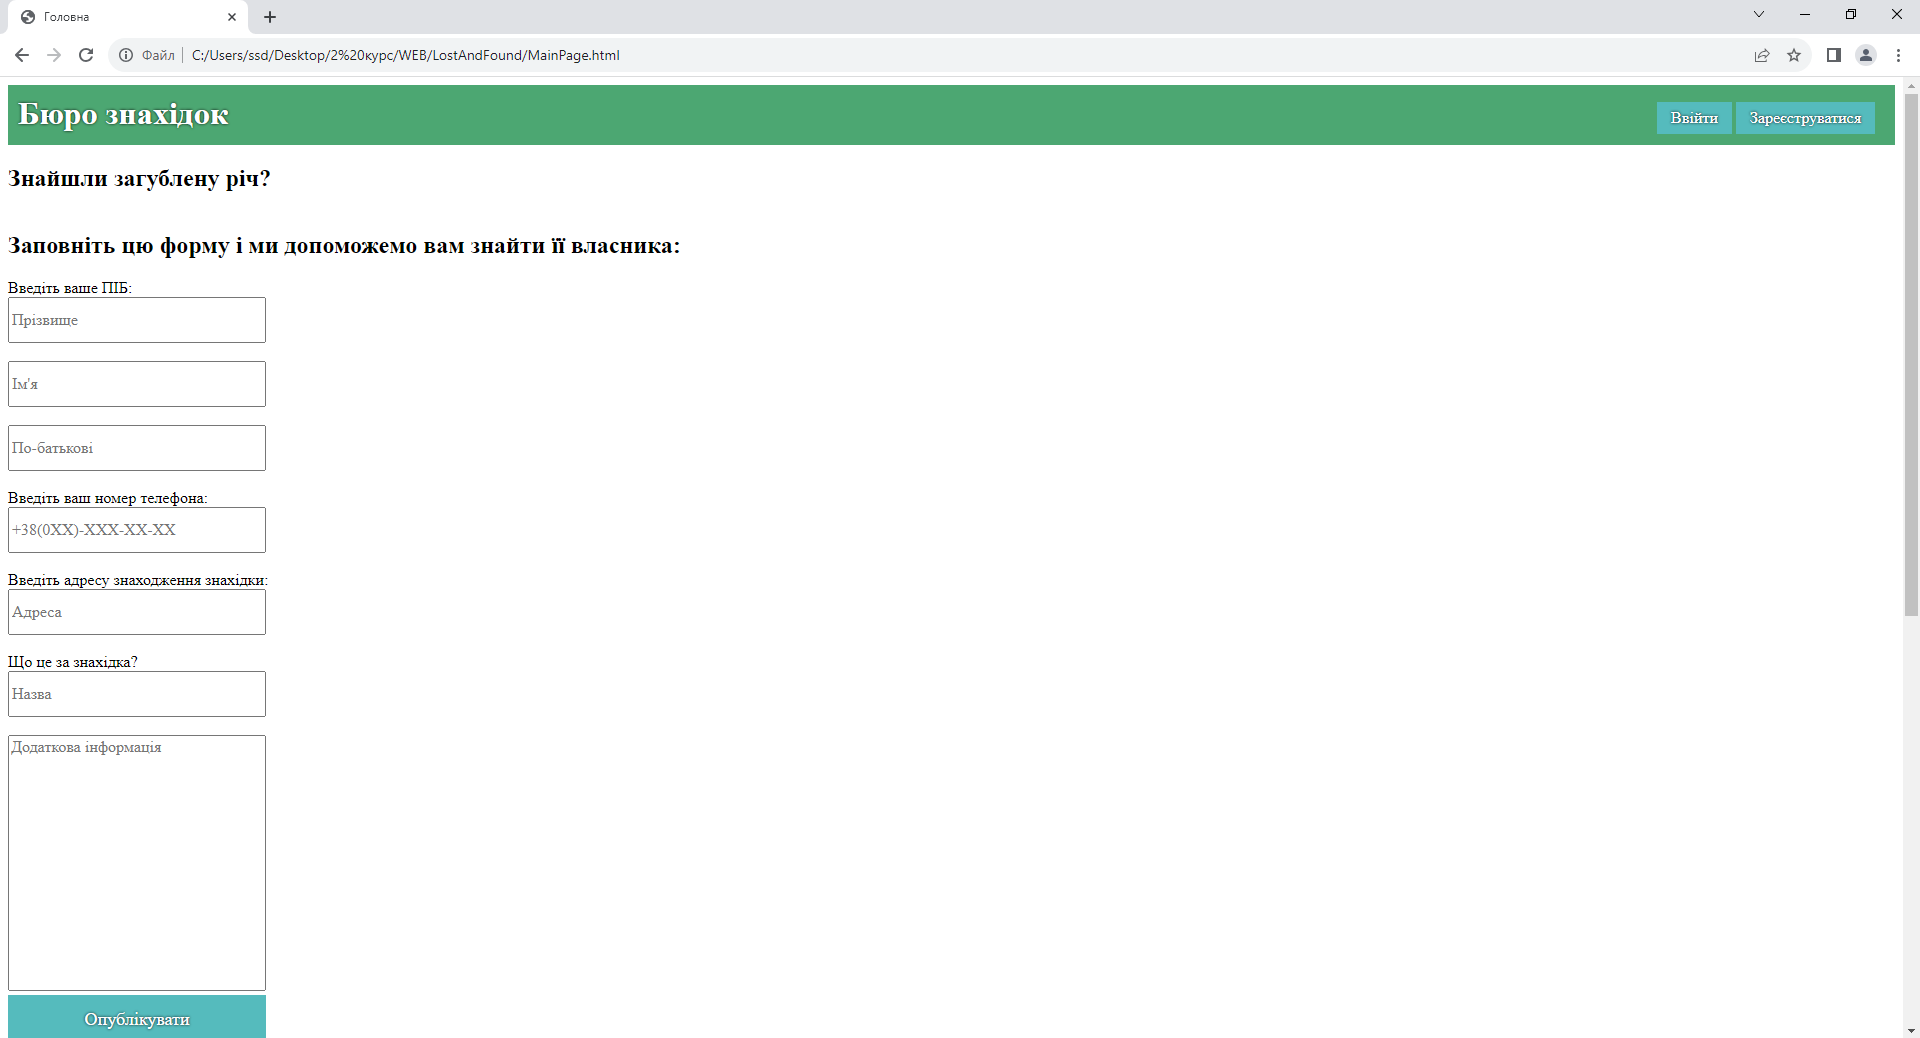 Головна
Файл
C:/Users/ssd/Desktop/2%20курс/WEB/LostAndFound/MainPage.html
Бюро знахідок
Ввійти
Зареєструватися
Знайшли загублену річ?
Заповніть цю форму і ми допоможемо вам знайти її власника:
Введіть ваше ПІБ:
Прізвище
Ім'я
По-батькові
Введіть ваш номер телефона:
+38(0XX)-XXX-XX-XX
Введіть адресу знаходження знахідки:
Адреса
Що це за знахідка?
Назва
Додаткова інформація
Опублікувати